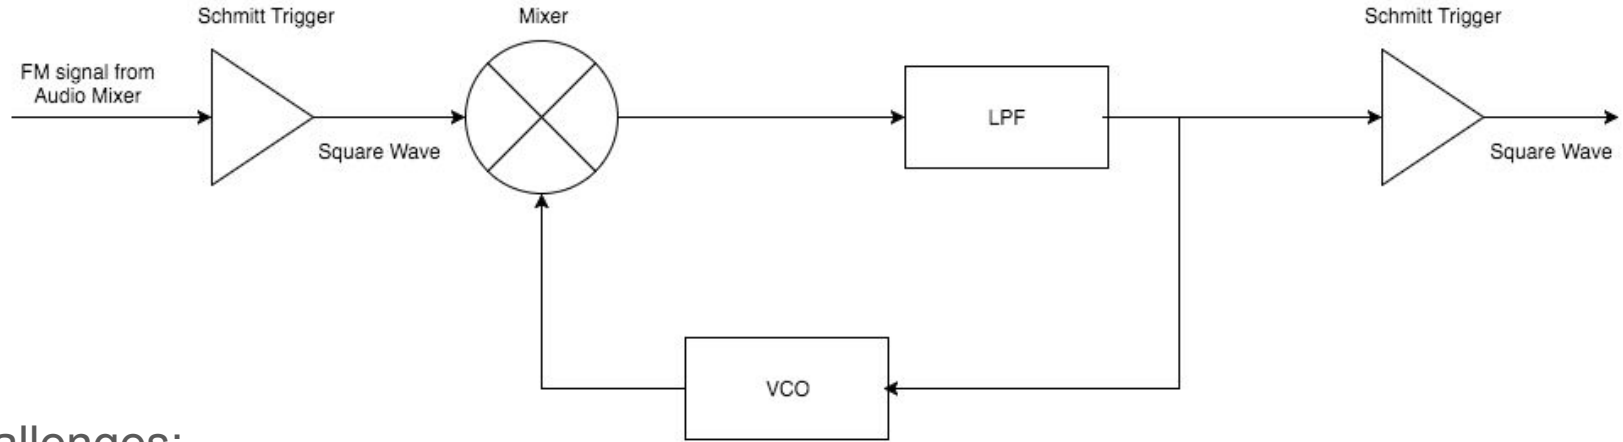 Schmitt Trigger
Mixer
Schmitt Trigger
FM signal from
Audio Mixer
LPF
Square Wave
Square Wave
VCO